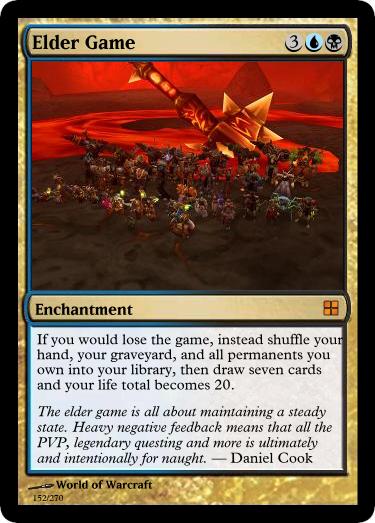 Elder Game 3
Enchantment
If you would lose the game, instead shuffle your
hand, your graveyard, and all permanents you
own into your library, then draw seven cards
and your life total becomes 20.
The elder game is all about maintaining a steady
state. Heavy negative feedback means that all the
PVP, legendary questing and more is ultimately
and intentionally for naught. — Daniel Cook
World of Warcraft
152/270